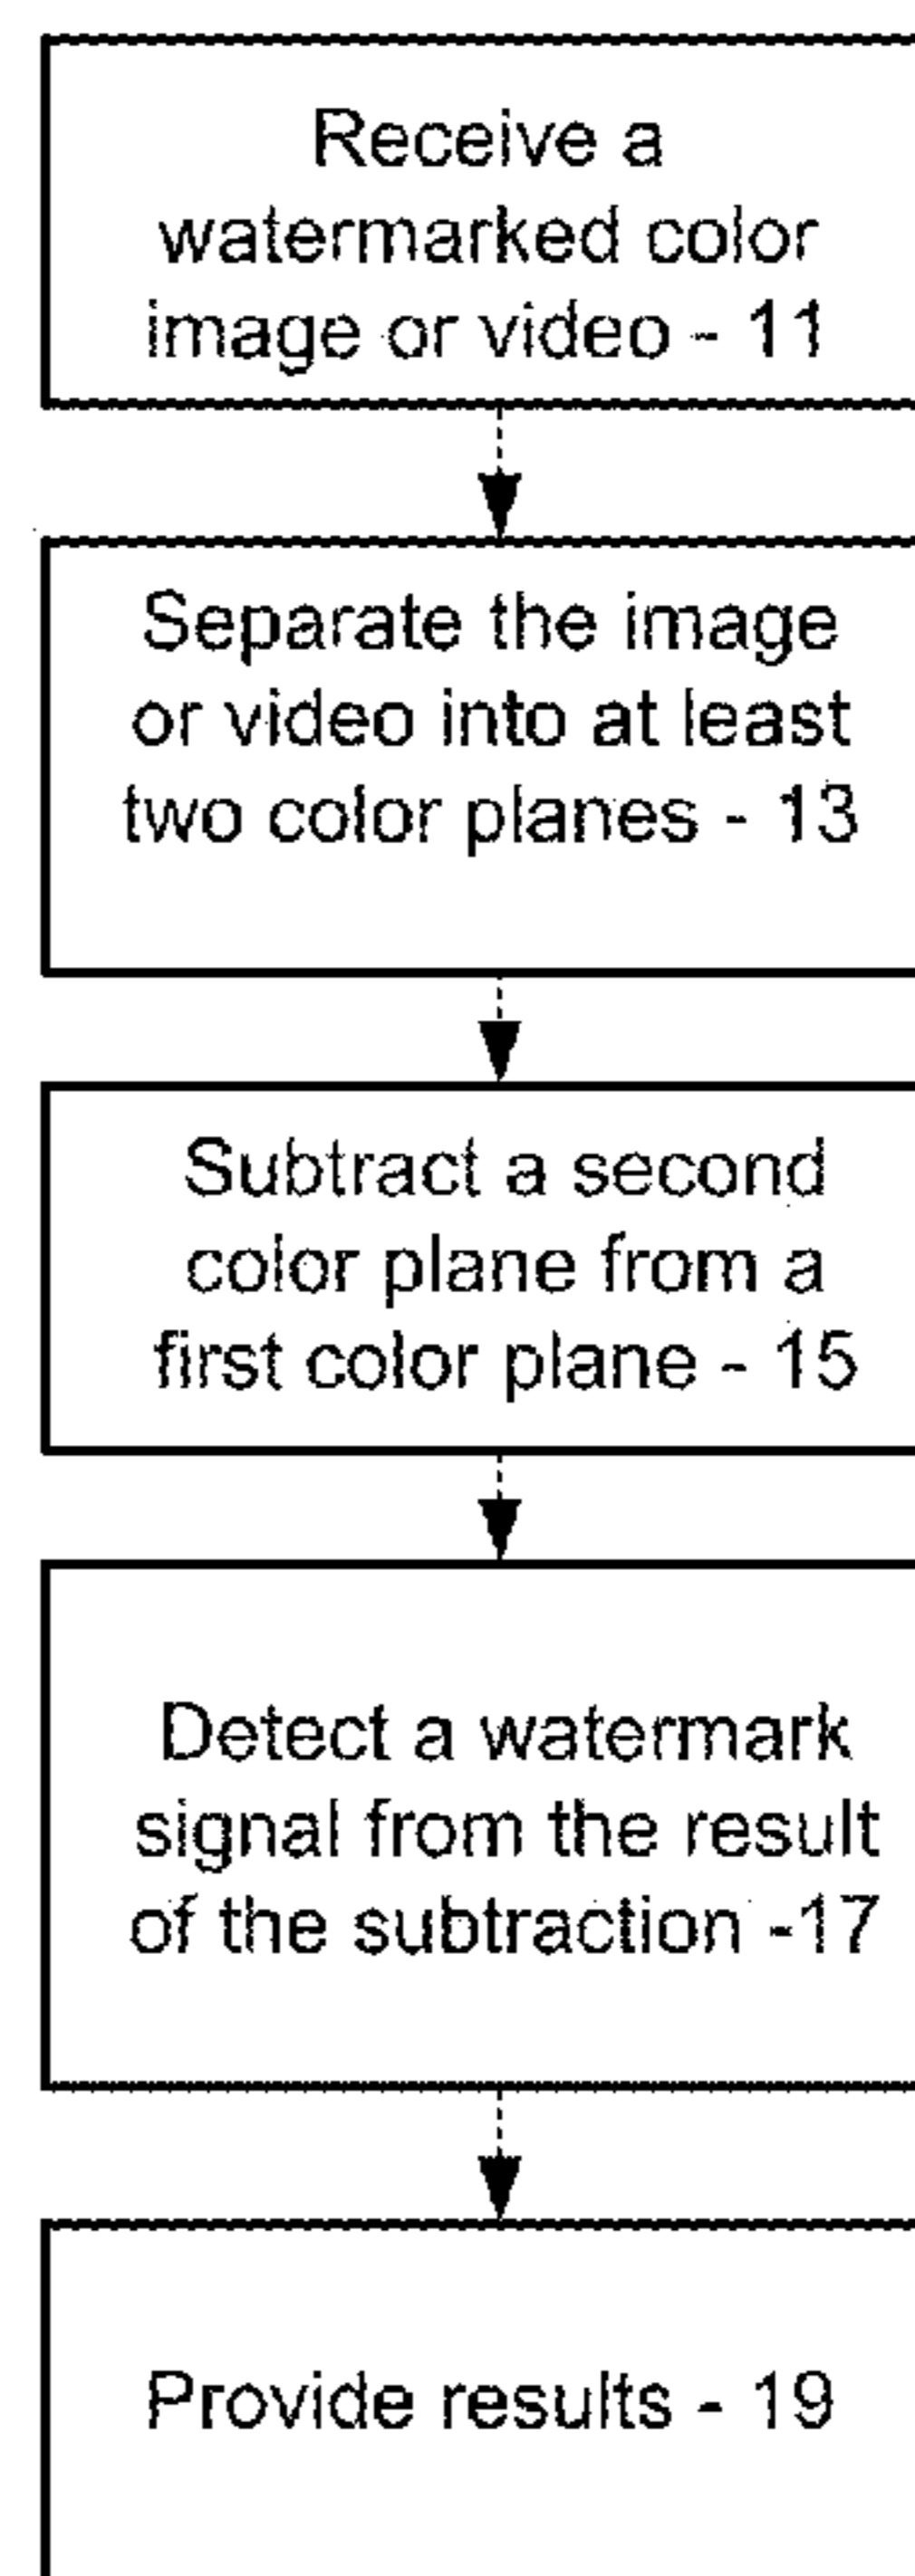 Receive a
watermarked color
image or video - 11
Separate the image
or video into at least
two color planes - 13
Subtract a second
color plane from a
first color plane - 15
Detect a watermark
signal from the result
of the subtraction -17
Provide results - 19